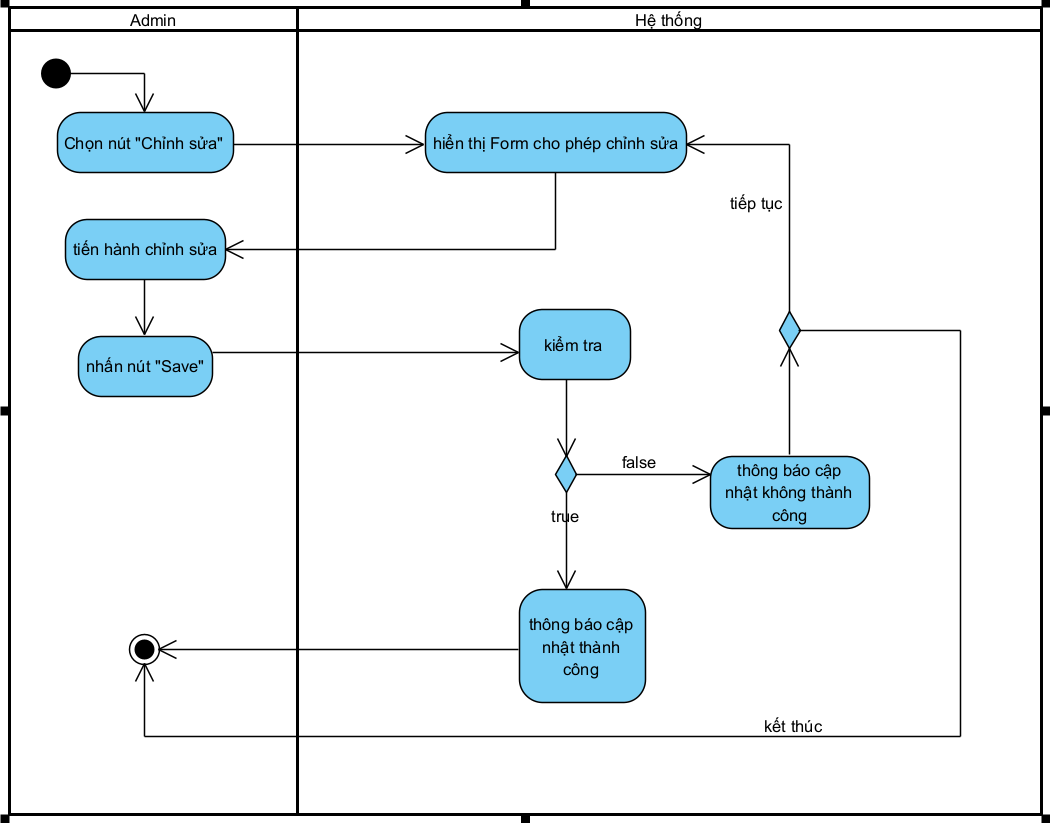 Admin
Hệ thống
Chọn nút "Chỉnh sửa"
hiển thị Form cho phép chỉnh sửa
tiếp tục
tiến hành chỉnh sửa
kiểm tra
nhấn nút "Save"
false
thông báo cập
nhật không thành
công
true
thông báo cập
nhật thành
công
kết thúc